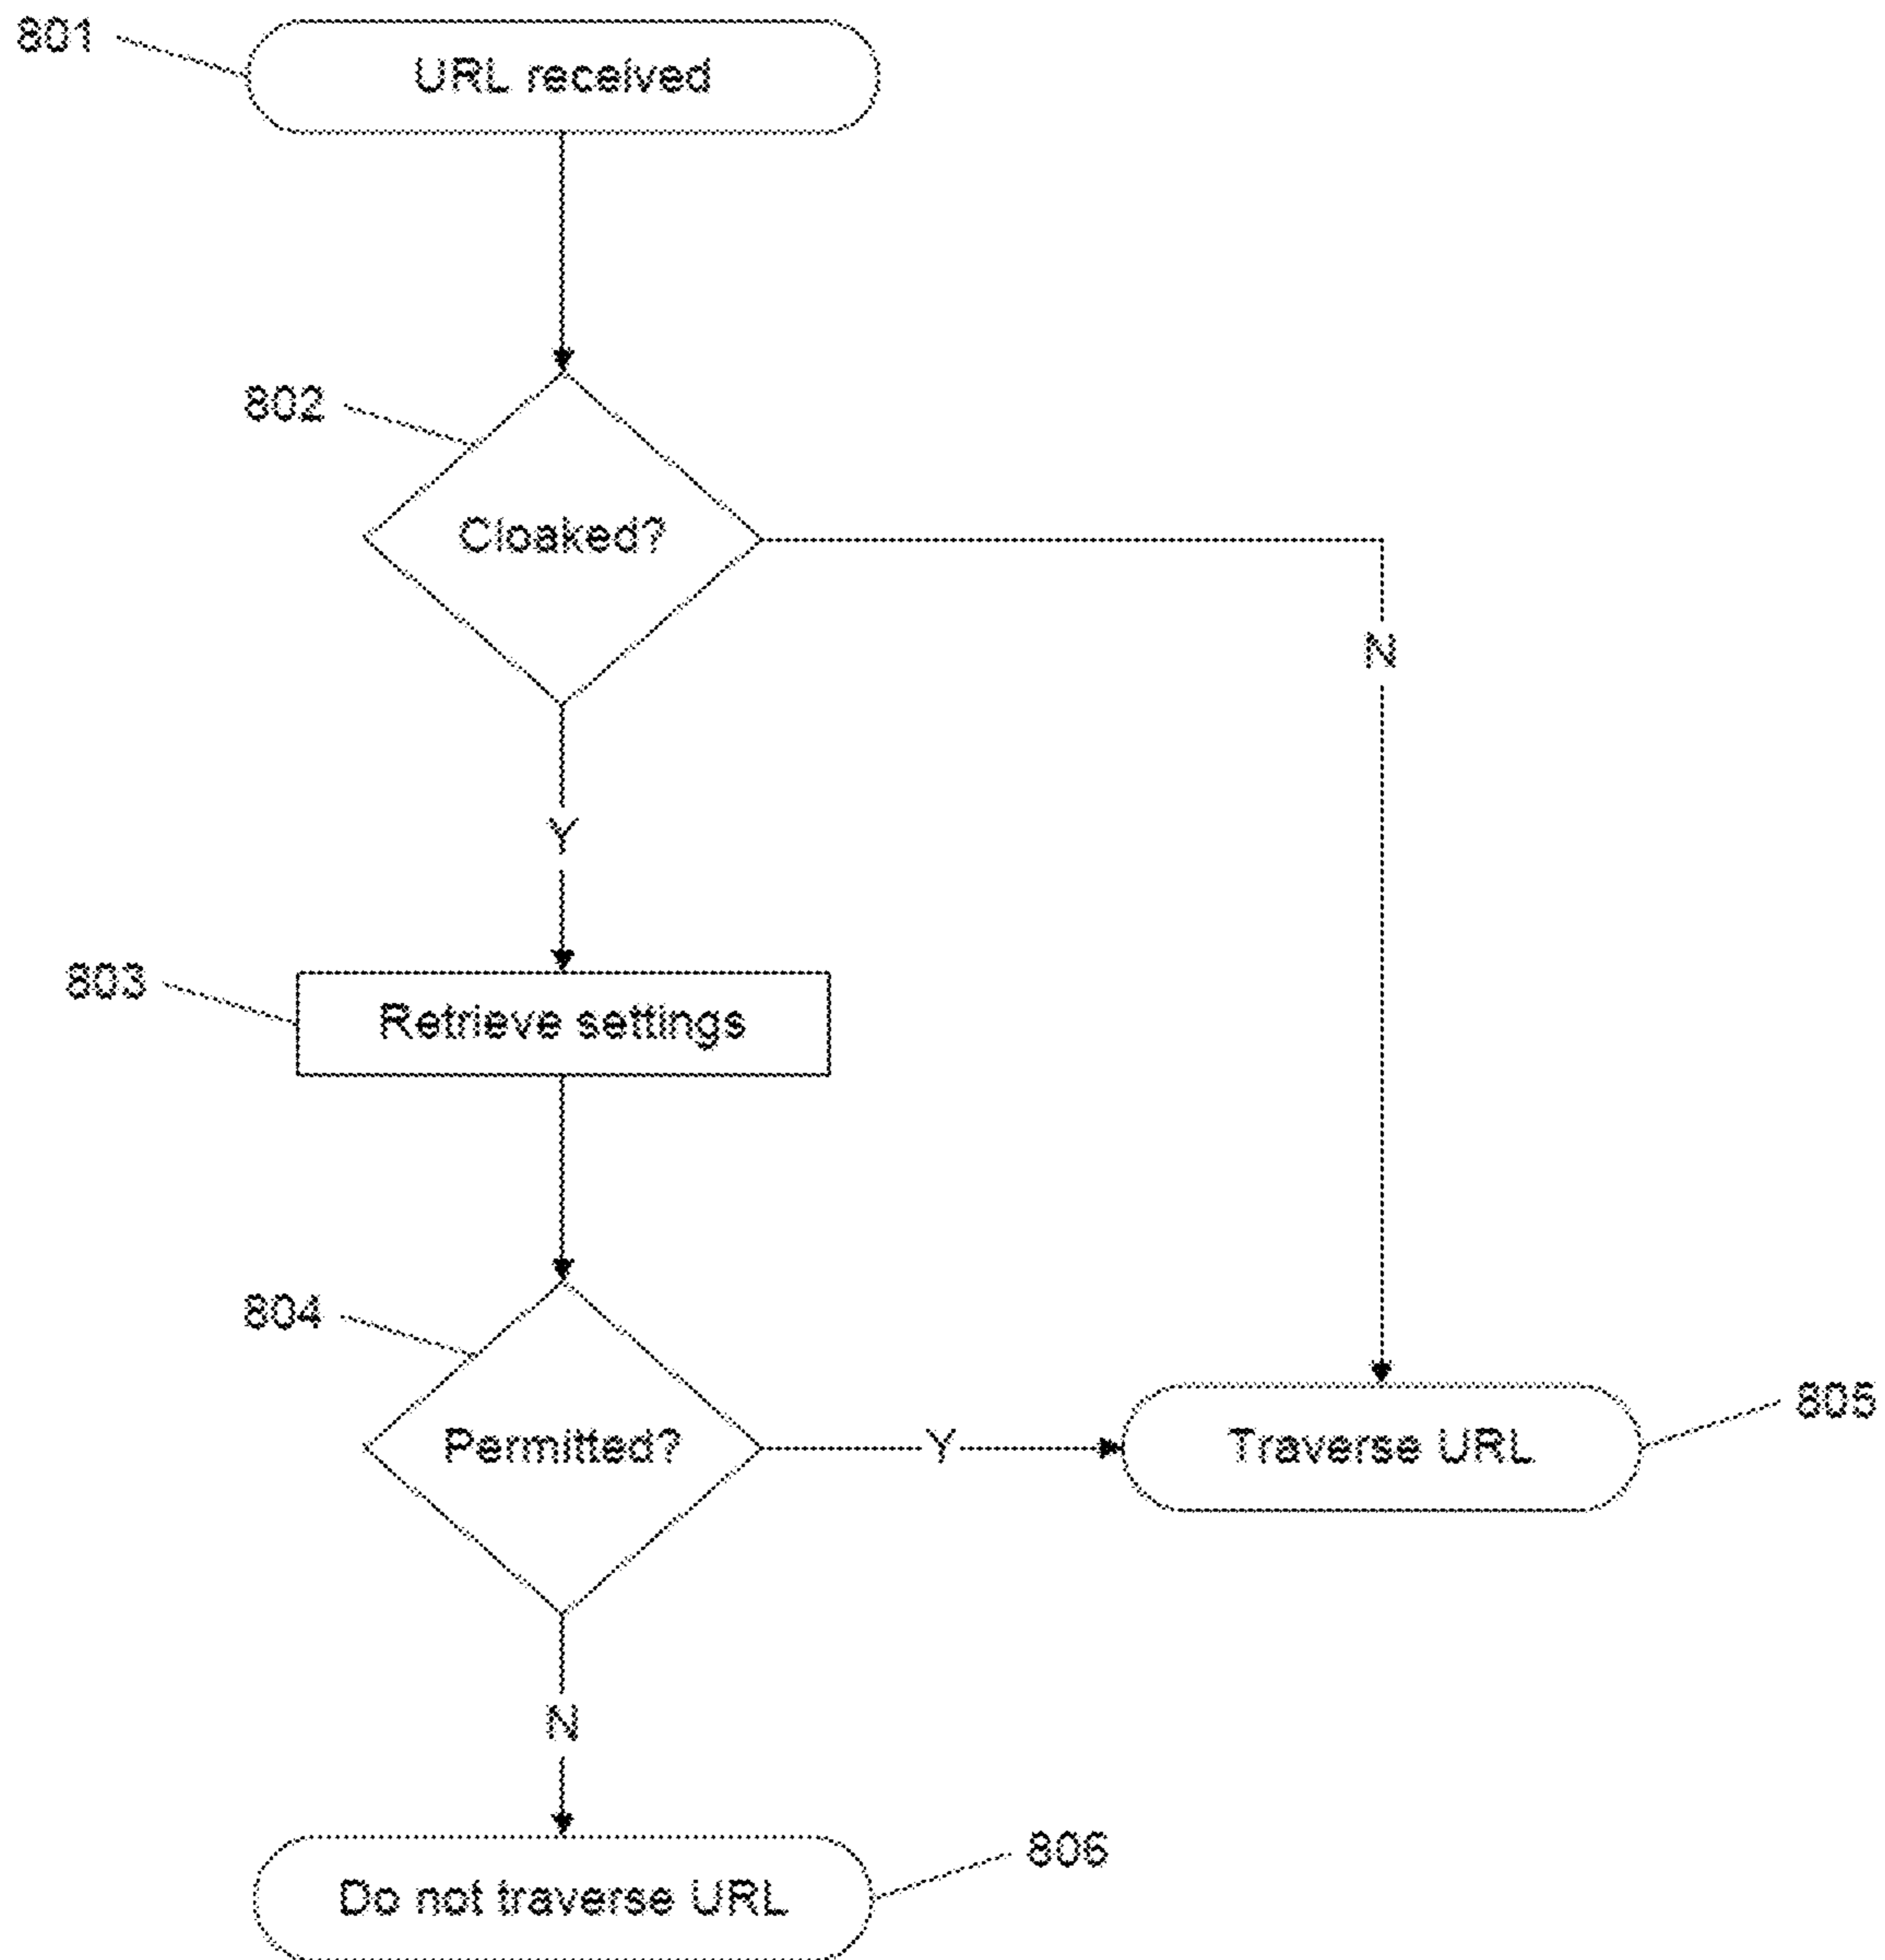 801
URL received
802
Cloaked?
N
Y
803
Retrieve settings
804
Permitted?
Y
Traverse URL
805
N
806
Do not traverse URL